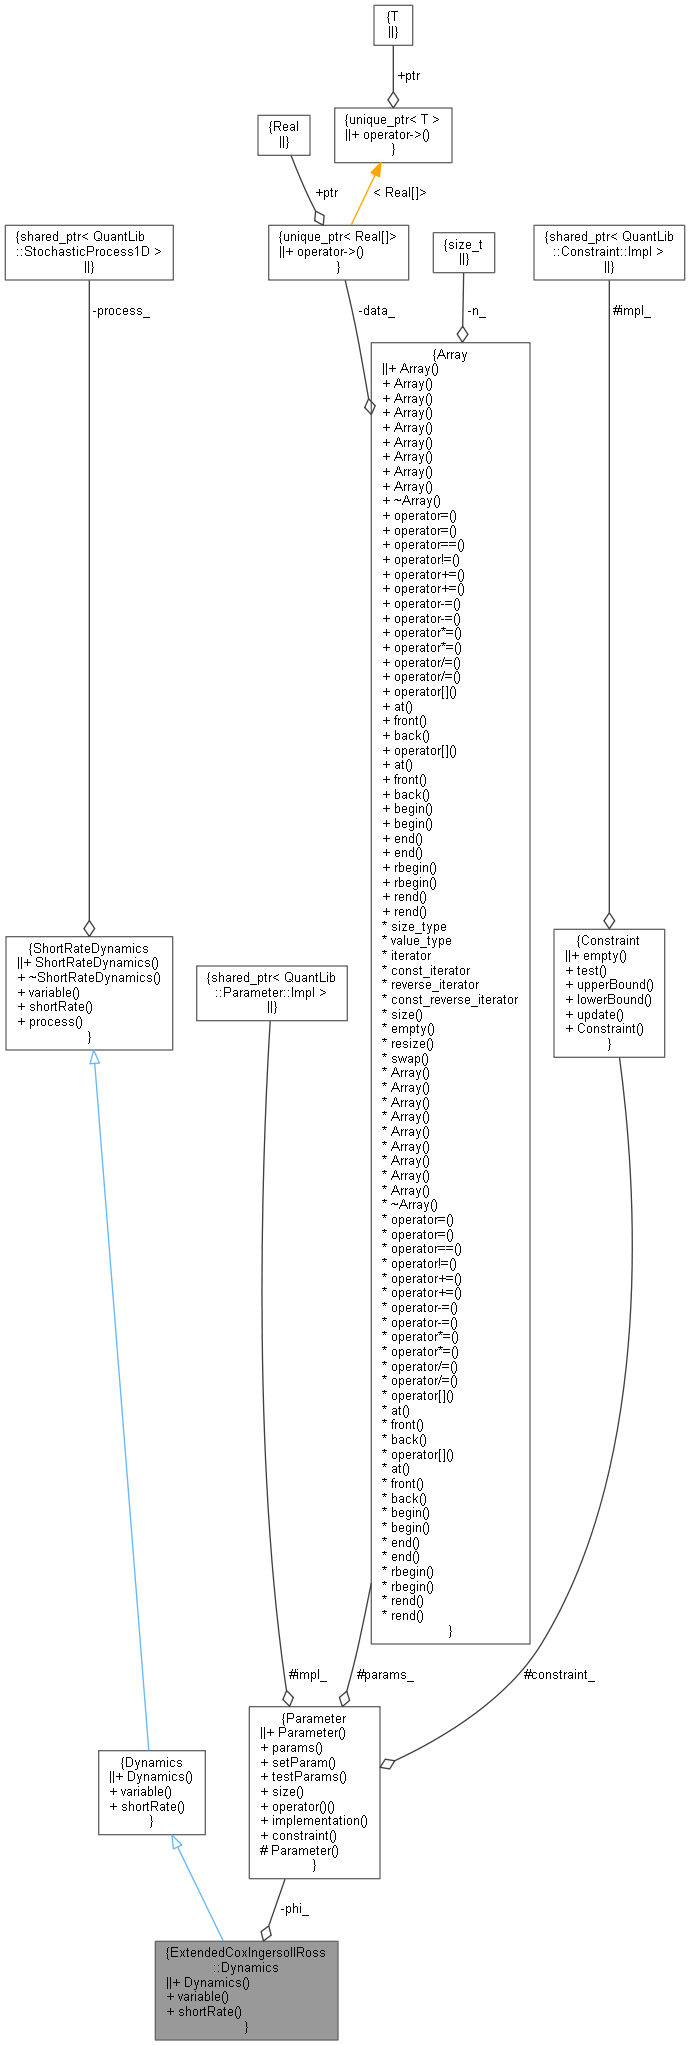 {T
||}
+ptr
{unique_ptr< T >
||+ operator->()
}
{Real
||}
+ptr
< Real[]>
{shared_ptr< QuantLib
::StochasticProcess1D >
||}
{unique_ptr< Real[]>
||+ operator->()
}
{size_t
||}
{shared_ptr< QuantLib
::Constraint::Impl >
||}
-process_
-data_
-n_
#impl_
{Array
||+ Array()
+ Array()
+ Array()
+ Array()
+ Array()
+ Array()
+ Array()
+ Array()
+ Array()
+ ~Array()
+ operator=()
+ operator=()
+ operator==()
+ operator!=()
+ operator+=()
+ operator+=()
+ operator-=()
+ operator-=()
+ operator*=()
+ operator*=()
+ operator/=()
+ operator/=()
+ operator[]()
+ at()
+ front()
+ back()
+ operator[]()
+ at()
+ front()
+ back()
+ begin()
+ begin()
+ end()
+ end()
+ rbegin()
+ rbegin()
+ rend()
+ rend()
* size_type
* value_type
* iterator
* const_iterator
* reverse_iterator
* const_reverse_iterator
* size()
* empty()
* resize()
* swap()
* Array()
* Array()
* Array()
* Array()
* Array()
* Array()
* Array()
* Array()
* Array()
* ~Array()
* operator=()
* operator=()
* operator==()
* operator!=()
* operator+=()
* operator+=()
* operator-=()
* operator-=()
* operator*=()
* operator*=()
* operator/=()
* operator/=()
* operator[]()
* at()
* front()
* back()
* operator[]()
* at()
* front()
* back()
* begin()
* begin()
* end()
* end()
* rbegin()
* rbegin()
* rend()
* rend()
}
{ShortRateDynamics
||+ ShortRateDynamics()
+ ~ShortRateDynamics()
+ variable()
+ shortRate()
+ process()
}
{shared_ptr< QuantLib
::Parameter::Impl >
||}
{Constraint
||+ empty()
+ test()
+ upperBound()
+ lowerBound()
+ update()
+ Constraint()
}
#impl_
#params_
#constraint_
{Parameter
||+ Parameter()
+ params()
+ setParam()
+ testParams()
+ size()
+ operator()()
+ implementation()
+ constraint()
# Parameter()
}
{Dynamics
||+ Dynamics()
+ variable()
+ shortRate()
}
-phi_
{ExtendedCoxIngersollRoss
::Dynamics
||+ Dynamics()
+ variable()
+ shortRate()
}